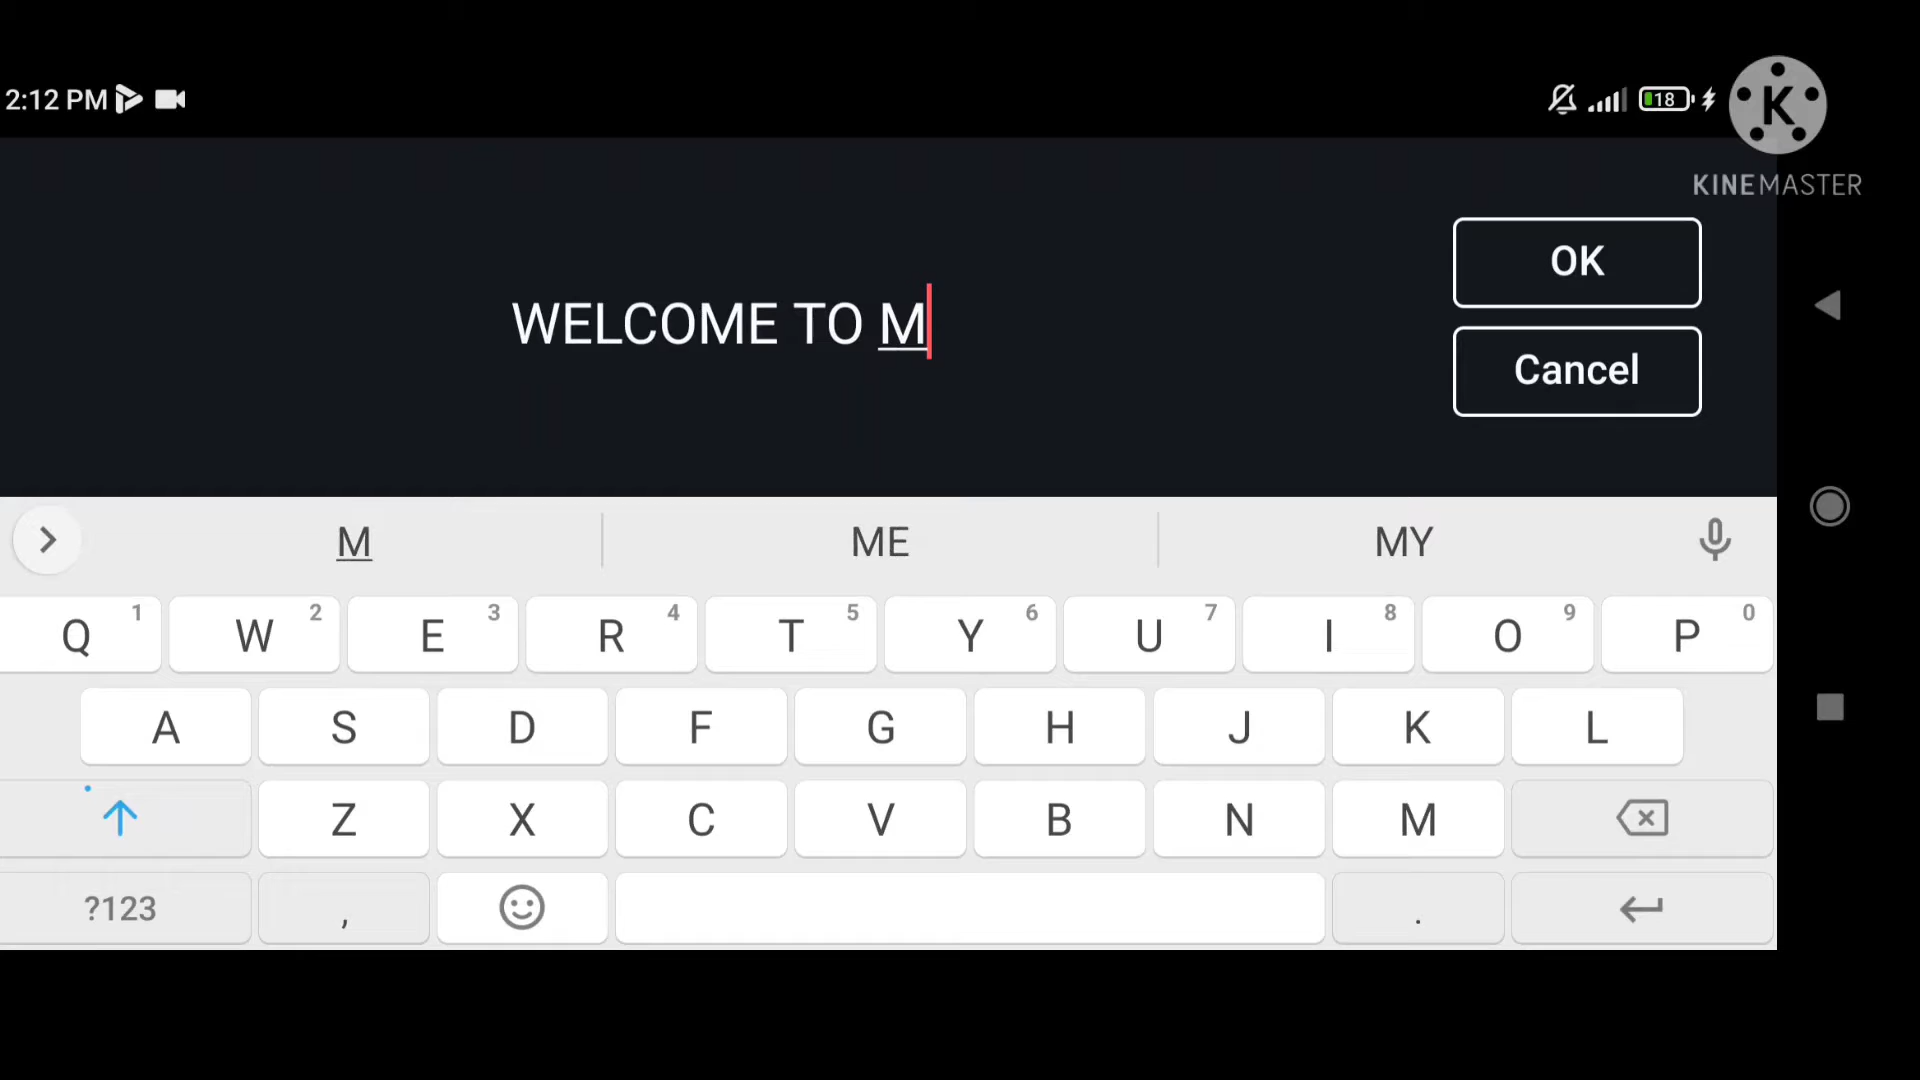 2:12 PM 18
K
KINEMASTER
OK
WELCOME TO M
Cancel
M ME MY
Q 1 W 2 E 3 R 4 T 5 Y 6 U 7 I 8 O 9 P 0
A S D F G H J K L
Z X C V B N M
?123 , .